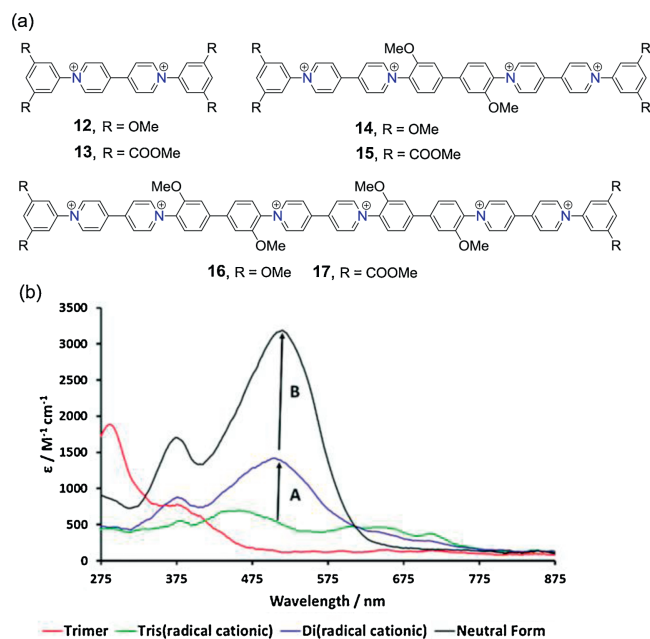 (a)
R R MeO R
R
N⊕ ⊕N N⊕ ⊕N N⊕ ⊕N
R R R OMe R
12, R = OMe 14, R = OMe
13, R = COOMe 15, R = COOMe
R MeO MeO R
N⊕ ⊕N N⊕ ⊕N N⊕ ⊕N
R OMe OMe R
16, R = OMe 17, R = COOMe
(b)
3500
3000
2500
2000
1500
1000
500
0
ε / M⁻¹ cm⁻¹
B
A
275 375 475 575 675 775 875
Wavelength / nm
Trimer Tris(radical cationic) Di(radical cationic) Neutral Form